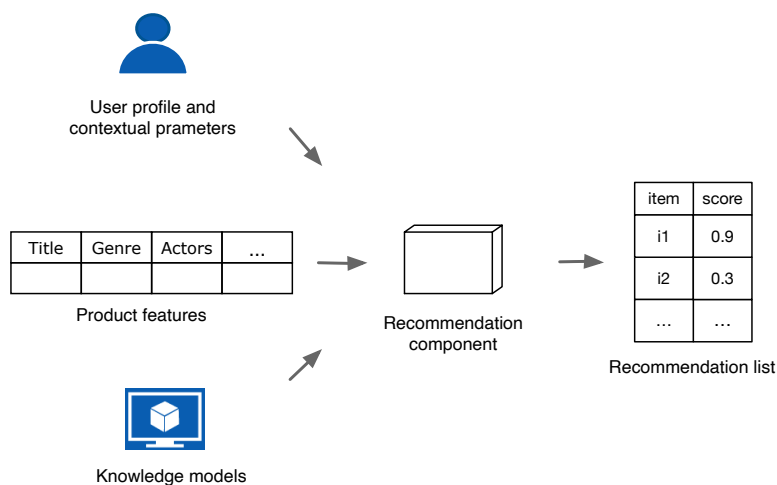 User profile and
contextual prameters
Title Genre Actors ...
Product features
Knowledge models
Recommendation
component
item score
i1 0.9
i2 0.3
... ...
Recommendation list